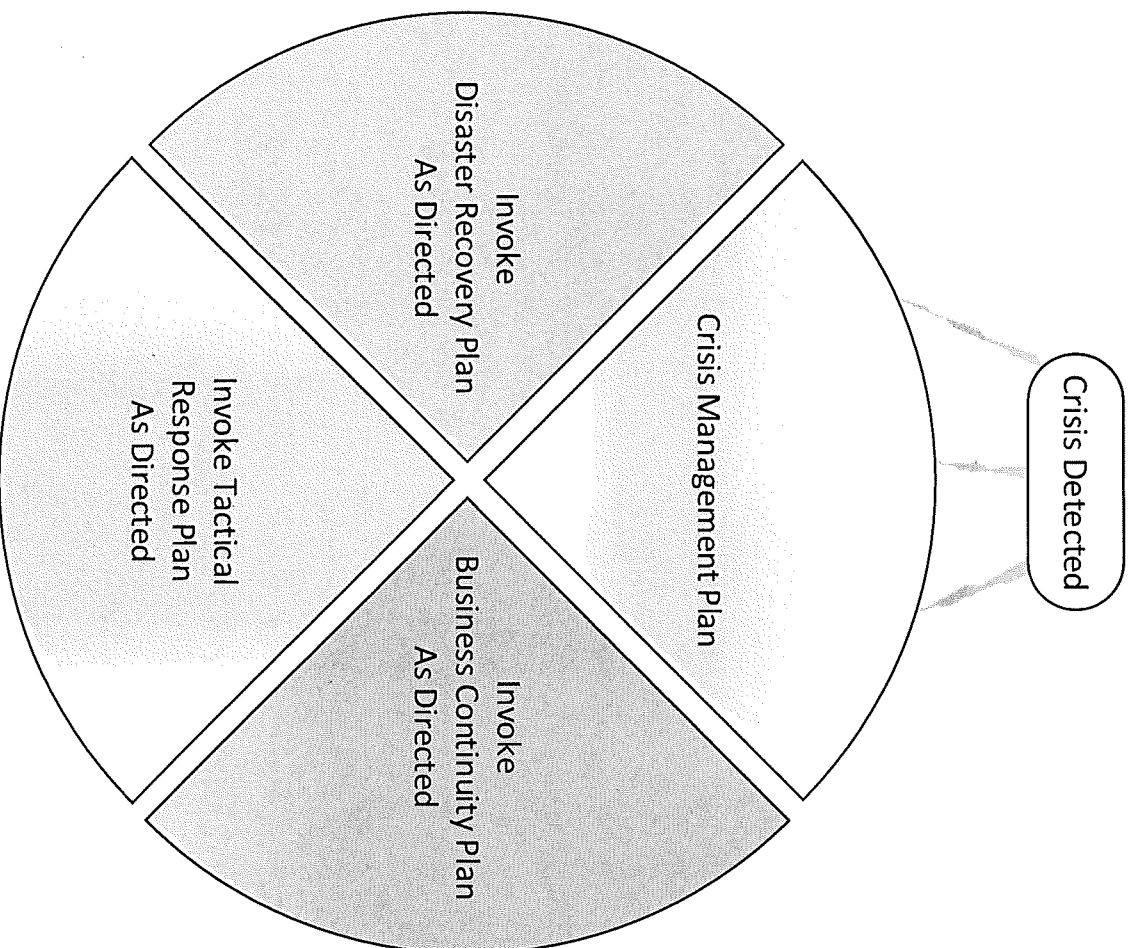 Crisis Detected
Crisis Management Plan
Invoke
Disaster Recovery Plan
As Directed
Invoke
Business Continuity Plan
As Directed
Invoke Tactical
Response Plan
As Directed